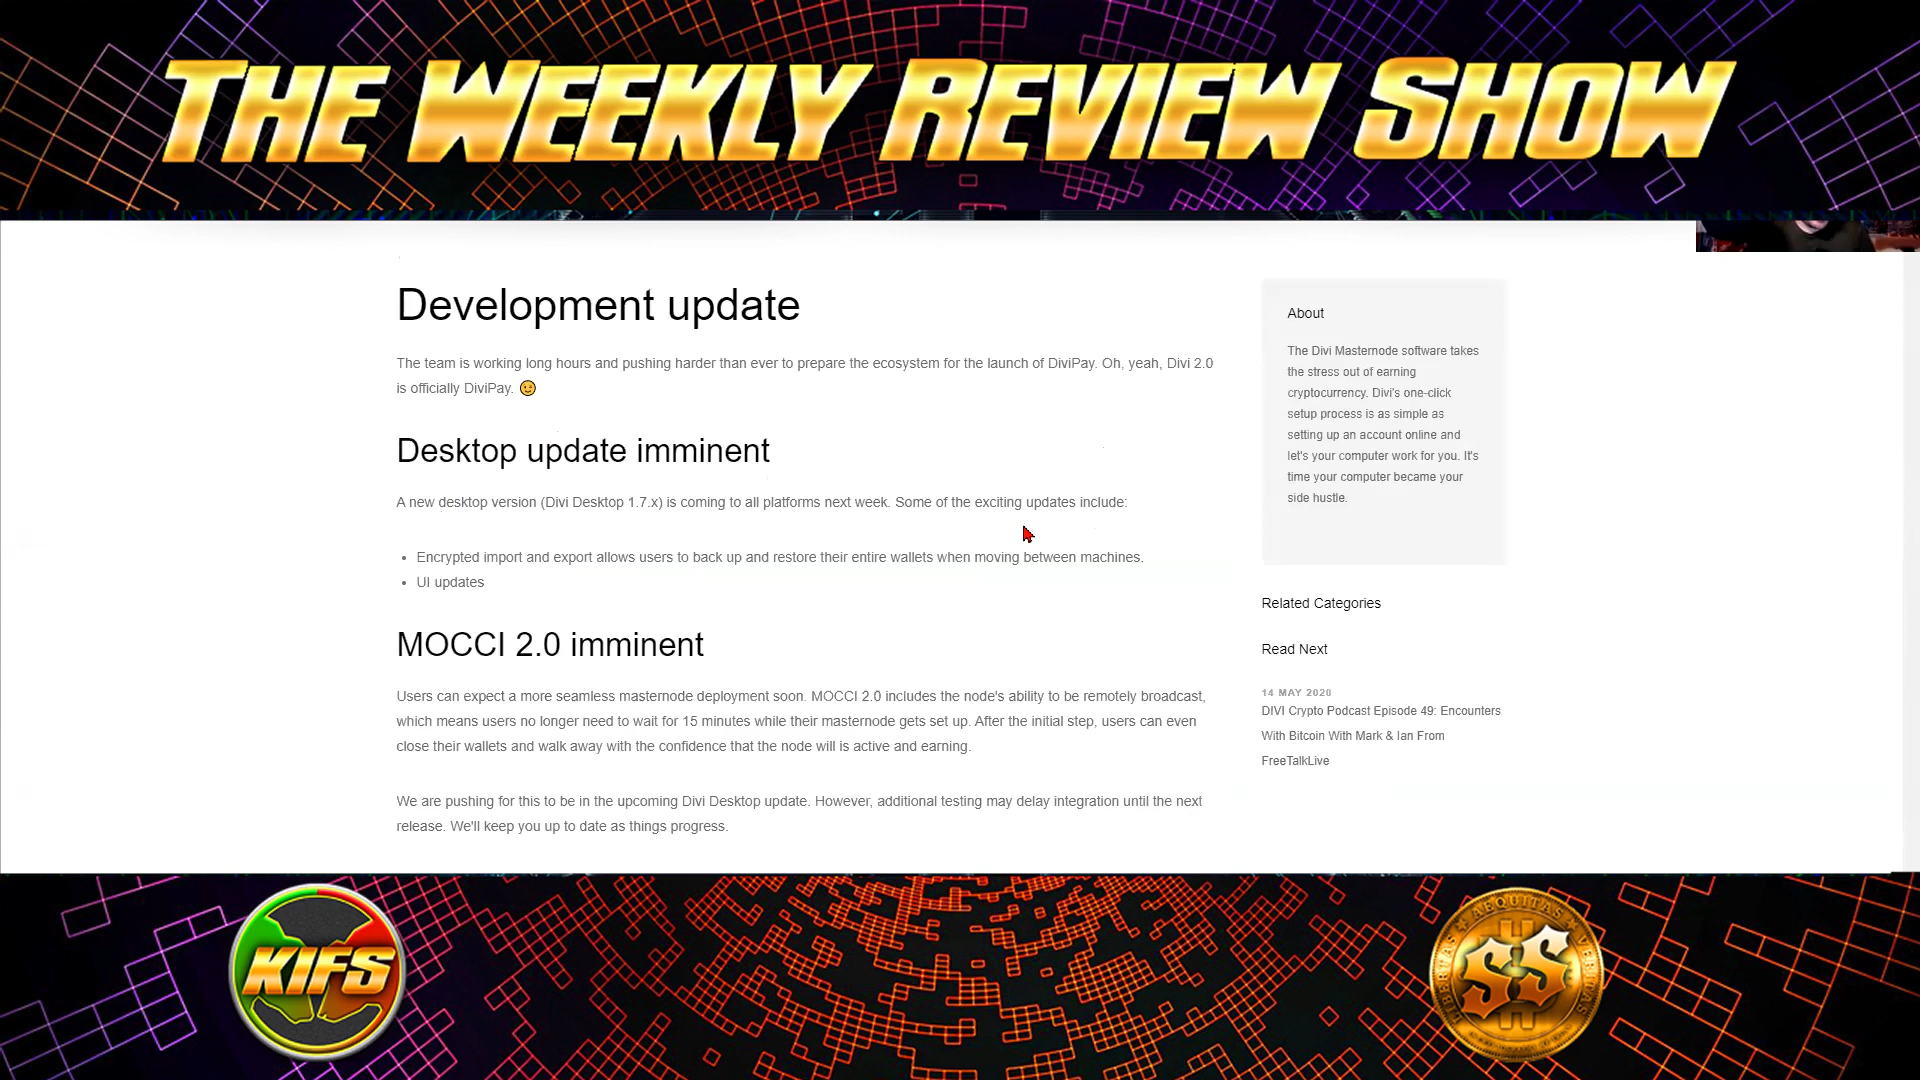 THE WEEKLY REVIEW SHOW
Development update
The team is working long hours and pushing harder than ever to prepare the ecosystem for the launch of DiviPay. Oh, yeah, Divi 2.0
is officially DiviPay. 😉
Desktop update imminent
A new desktop version (Divi Desktop 1.7.x) is coming to all platforms next week. Some of the exciting updates include:
• Encrypted import and export allows users to back up and restore their entire wallets when moving between machines.
• UI updates
MOCCI 2.0 imminent
Users can expect a more seamless masternode deployment soon. MOCCI 2.0 includes the node's ability to be remotely broadcast,
which means users no longer need to wait for 15 minutes while their masternode gets set up. After the initial step, users can even
close their wallets and walk away with the confidence that the node will is active and earning.
We are pushing for this to be in the upcoming Divi Desktop update. However, additional testing may delay integration until the next
release. We'll keep you up to date as things progress.
About
The Divi Masternode software takes
the stress out of earning
cryptocurrency. Divi's one-click
setup process is as simple as
setting up an account online and
let's your computer work for you. It's
time your computer became your
side hustle.
Related Categories
Read Next
14 MAY 2020
DIVI Crypto Podcast Episode 49: Encounters
With Bitcoin With Mark & Ian From
FreeTalkLive
KIFS
LIBERTAS ★ AEQUITAS ★ VERITAS
SS